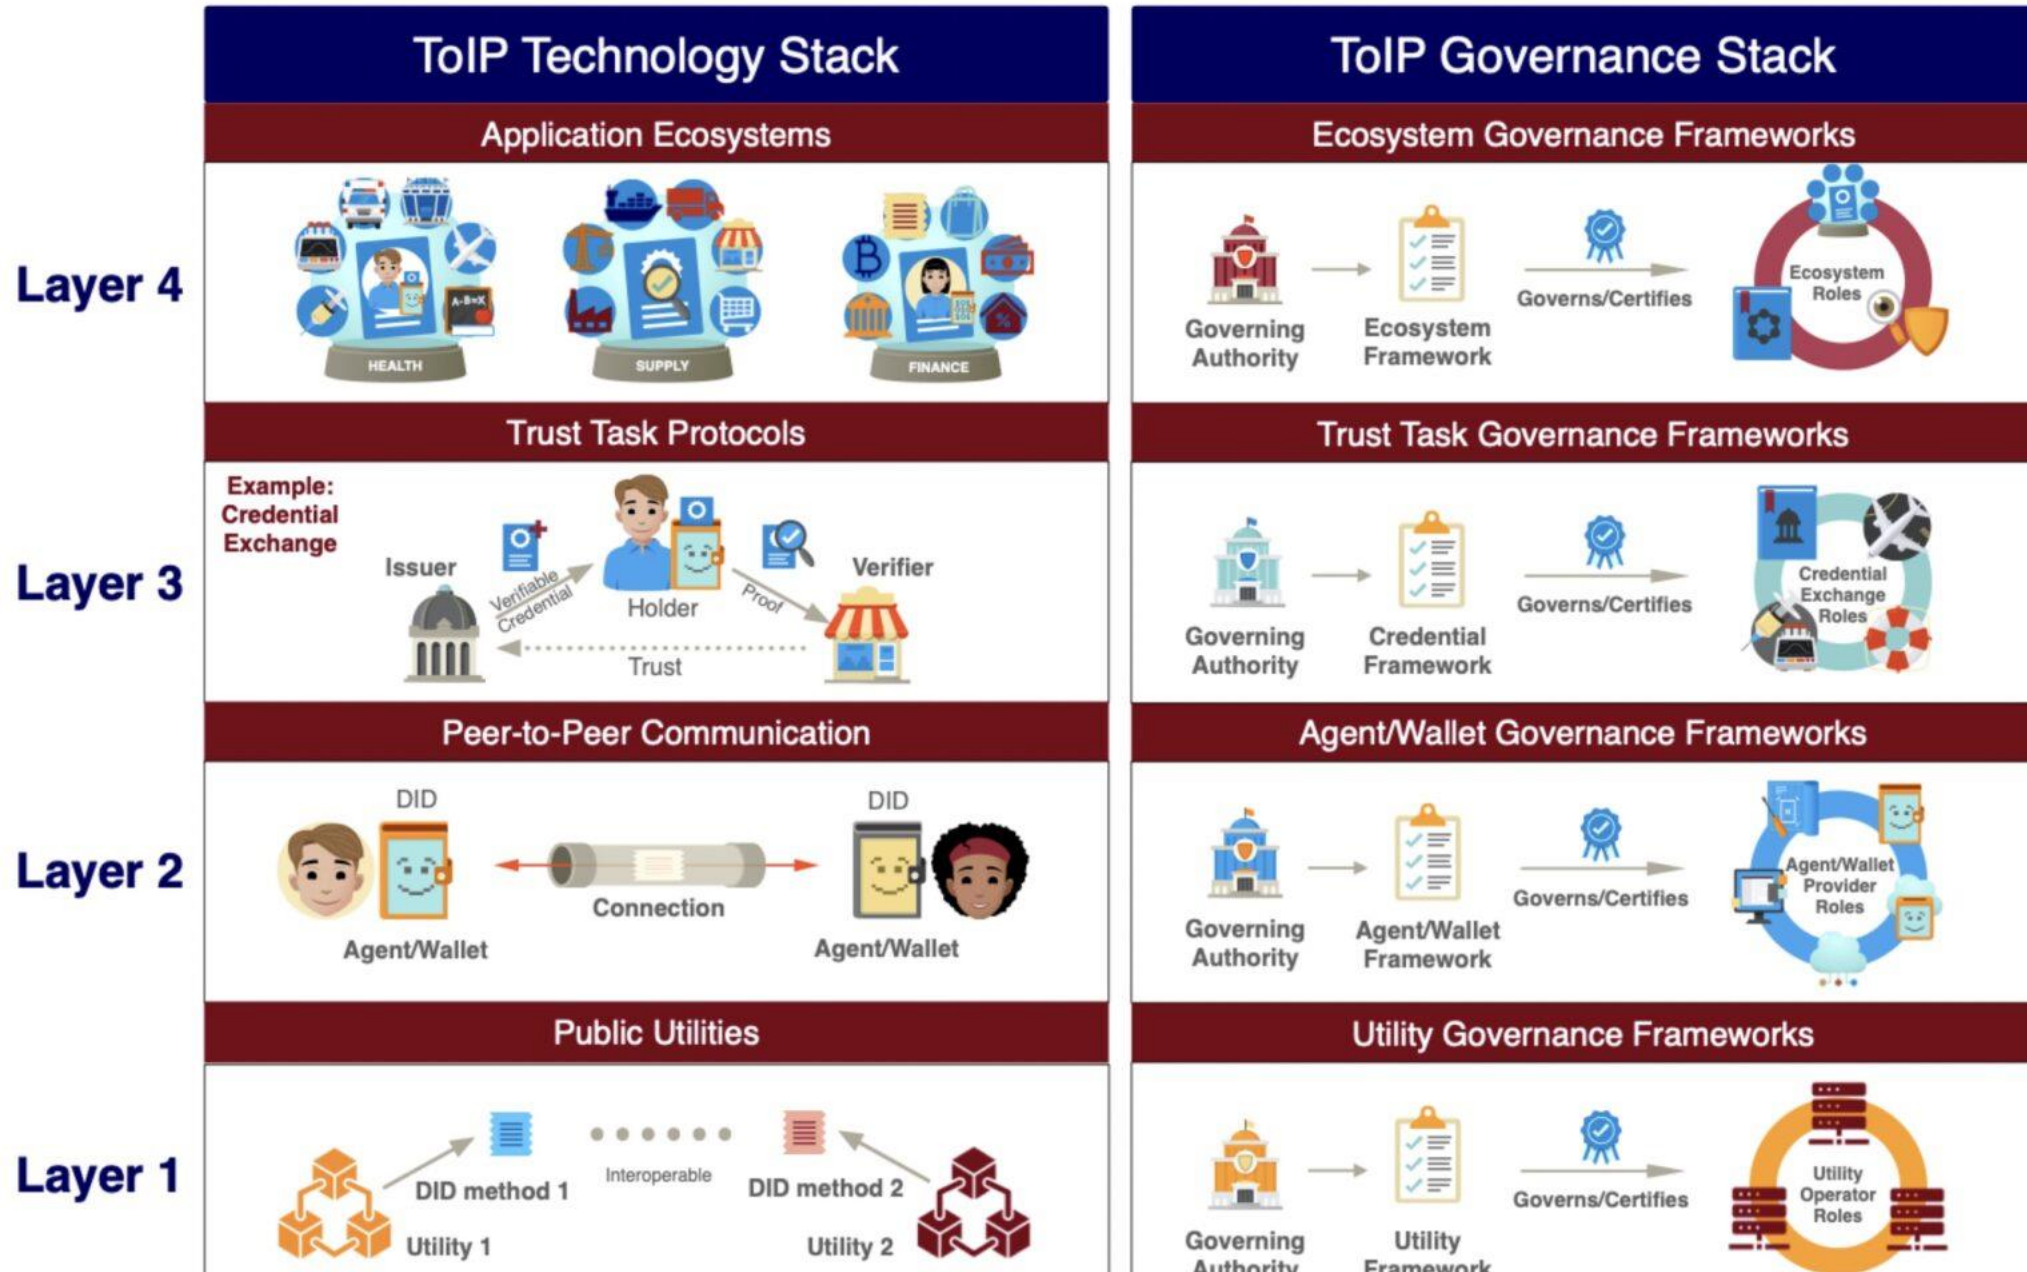 ToIP Technology Stack
ToIP Governance Stack
Layer 4
Application Ecosystems
A-B=X
HEALTH
SUPPLY
FINANCE
Ecosystem Governance Frameworks
Governing
Authority
Ecosystem
Framework
Governs/Certifies
Ecosystem
Roles
Layer 3
Trust Task Protocols
Example:
Credential
Exchange
Issuer
Verifiable
Credential
Holder
Proof
Verifier
Trust
Trust Task Governance Frameworks
Governing
Authority
Credential
Framework
Governs/Certifies
Credential
Exchange
Roles
Layer 2
Peer-to-Peer Communication
DID
Agent/Wallet
Connection
DID
Agent/Wallet
Agent/Wallet Governance Frameworks
Governing
Authority
Agent/Wallet
Framework
Governs/Certifies
Agent/Wallet
Provider
Roles
Layer 1
Public Utilities
DID method 1
Utility 1
Interoperable
DID method 2
Utility 2
Utility Governance Frameworks
Governing
Authority
Utility
Framework
Governs/Certifies
Utility
Operator
Roles